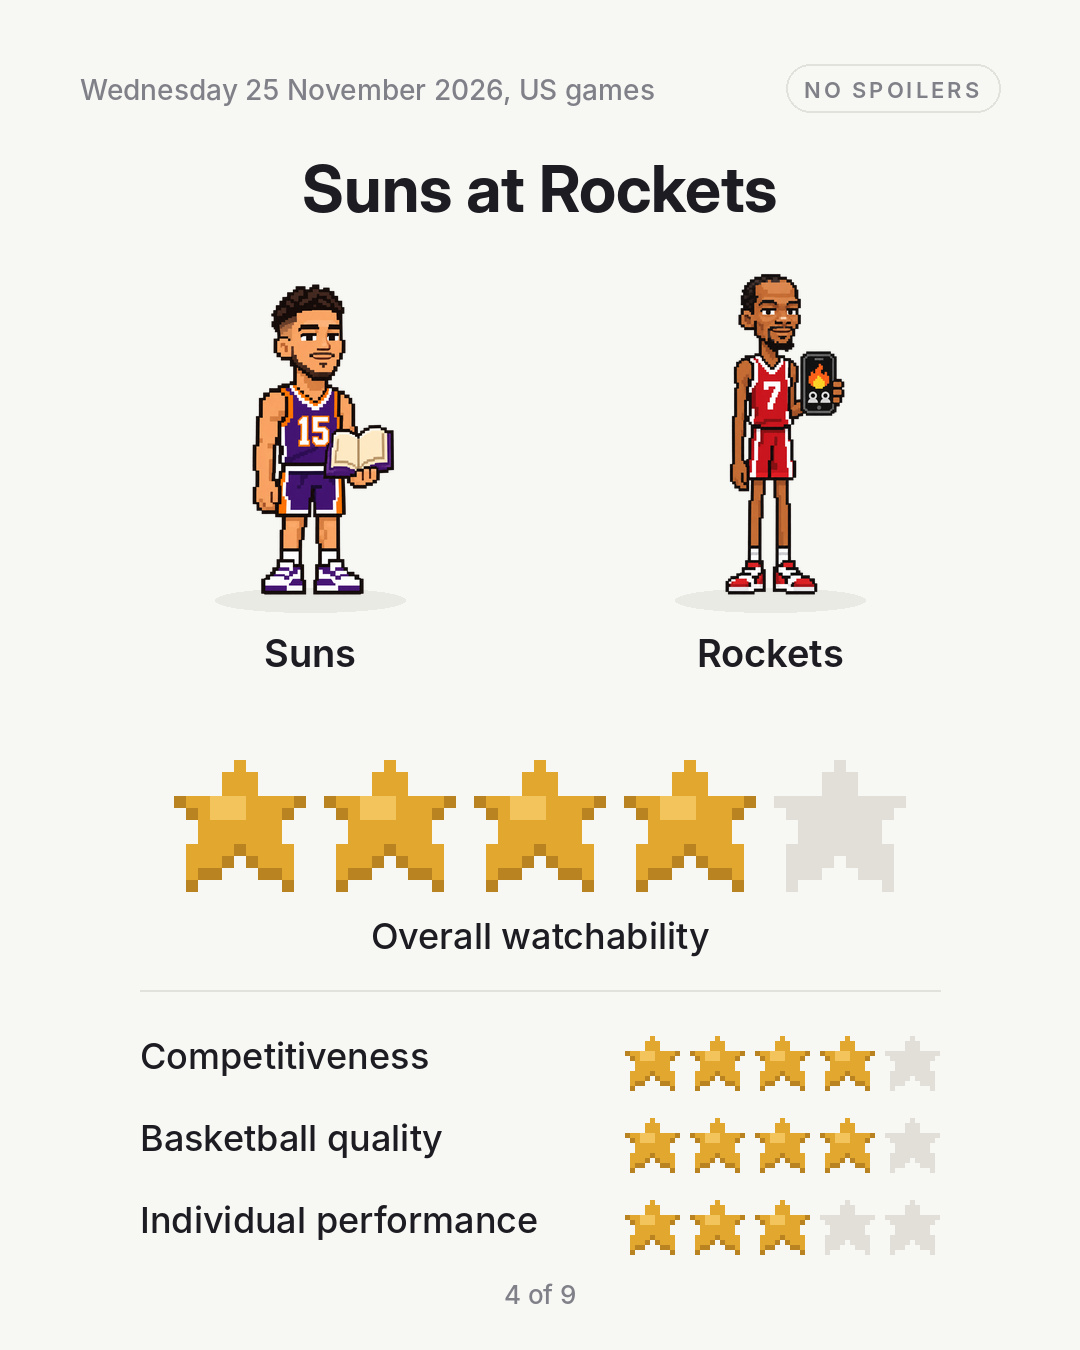 Wednesday 25 November 2026, US games
NO SPOILERS
Suns at Rockets
15
7
Suns
Rockets
Overall watchability
Competitiveness
Basketball quality
Individual performance
4 of 9